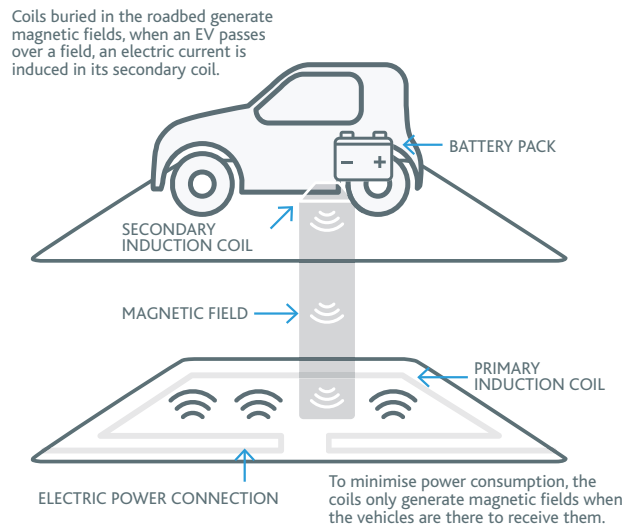 Coils buried in the roadbed generate
magnetic fields, when an EV passes
over a field, an electric current is
induced in its secondary coil.
BATTERY PACK
- +
SECONDARY
INDUCTION COIL
MAGNETIC FIELD
PRIMARY
INDUCTION COIL
ELECTRIC POWER CONNECTION
To minimise power consumption, the
coils only generate magnetic fields when
the vehicles are there to receive them.